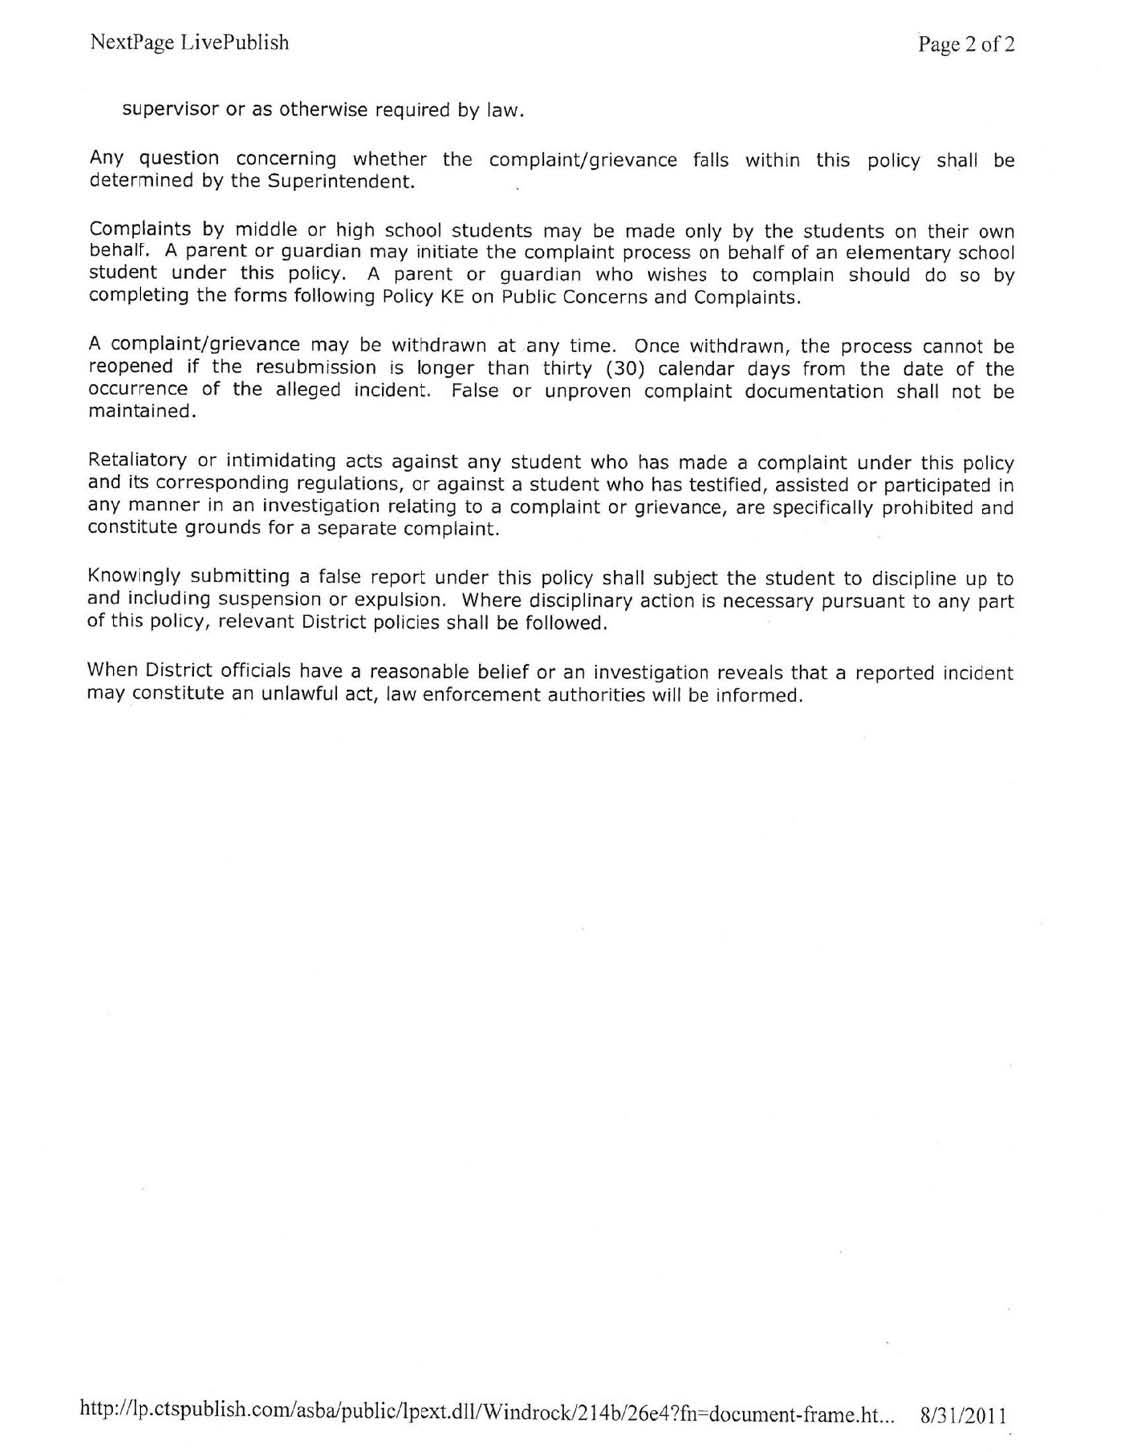 NextPage LivePublish Page 2 of 2
supervisor or as otherwise required by law.
Any question concerning whether the complaint/grievance falls within this policy shall be
determined by the Superintendent.
Complaints by middle or high school students may be made only by the students on their own
behalf. A parent or guardian may initiate the complaint process on behalf of an elementary school
student under this policy. A parent or guardian who wishes to complain should do so by
completing the forms following Policy KE on Public Concerns and Complaints.
A complaint/grievance may be withdrawn at any time. Once withdrawn, the process cannot be
reopened if the resubmission is longer than thirty (30) calendar days from the date of the
occurrence of the alleged incident. False or unproven complaint documentation shall not be
maintained.
Retaliatory or intimidating acts against any student who has made a complaint under this policy
and its corresponding regulations, or against a student who has testified, assisted or participated in
any manner in an investigation relating to a complaint or grievance, are specifically prohibited and
constitute grounds for a separate complaint.
Knowingly submitting a false report under this policy shall subject the student to discipline up to
and including suspension or expulsion. Where disciplinary action is necessary pursuant to any part
of this policy, relevant District policies shall be followed.
When District officials have a reasonable belief or an investigation reveals that a reported incident
may constitute an unlawful act, law enforcement authorities will be informed.
http://lp.ctspublish.com/asba/public/lpext.dll/Windrock/214b/26e4?fn=document-frame.ht... 8/31/2011